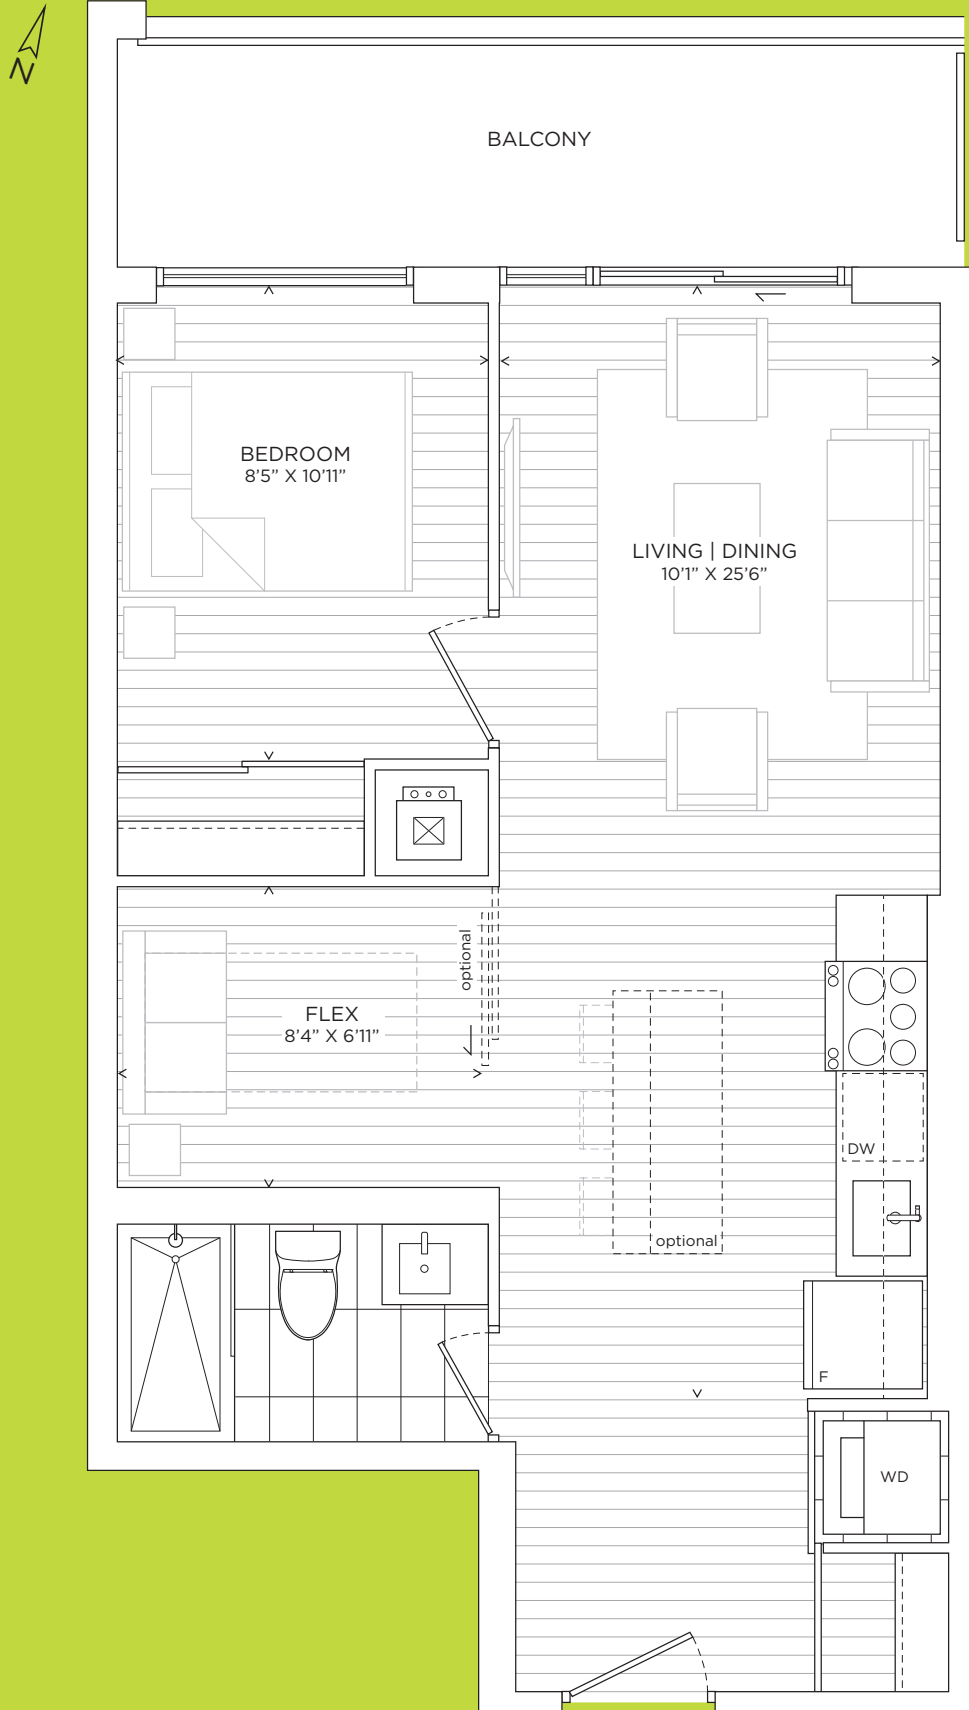 N
BALCONY
BEDROOM
8’5” X 10’11”
LIVING | DINING
10’1” X 25’6”
optional
FLEX
8’4” X 6’11”
DW
optional
F
WD